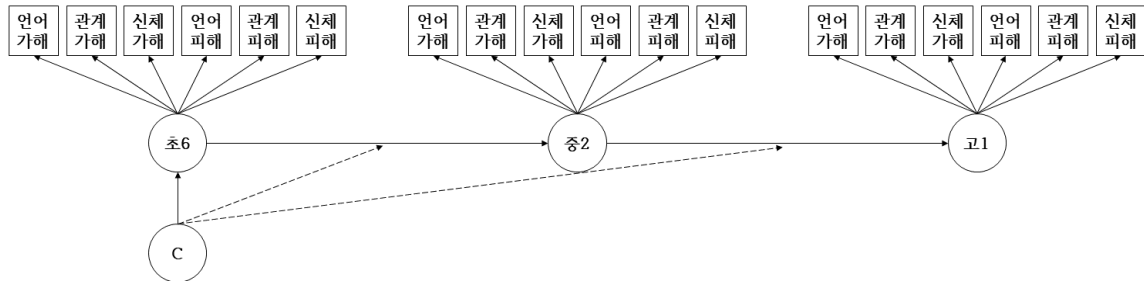 언어 가해
관계 가해
신체 가해
언어 피해
관계 피해
신체 피해
언어 가해
관계 가해
신체 가해
언어 피해
관계 피해
신체 피해
언어 가해
관계 가해
신체 가해
언어 피해
관계 피해
신체 피해
초6
중2
고1
C